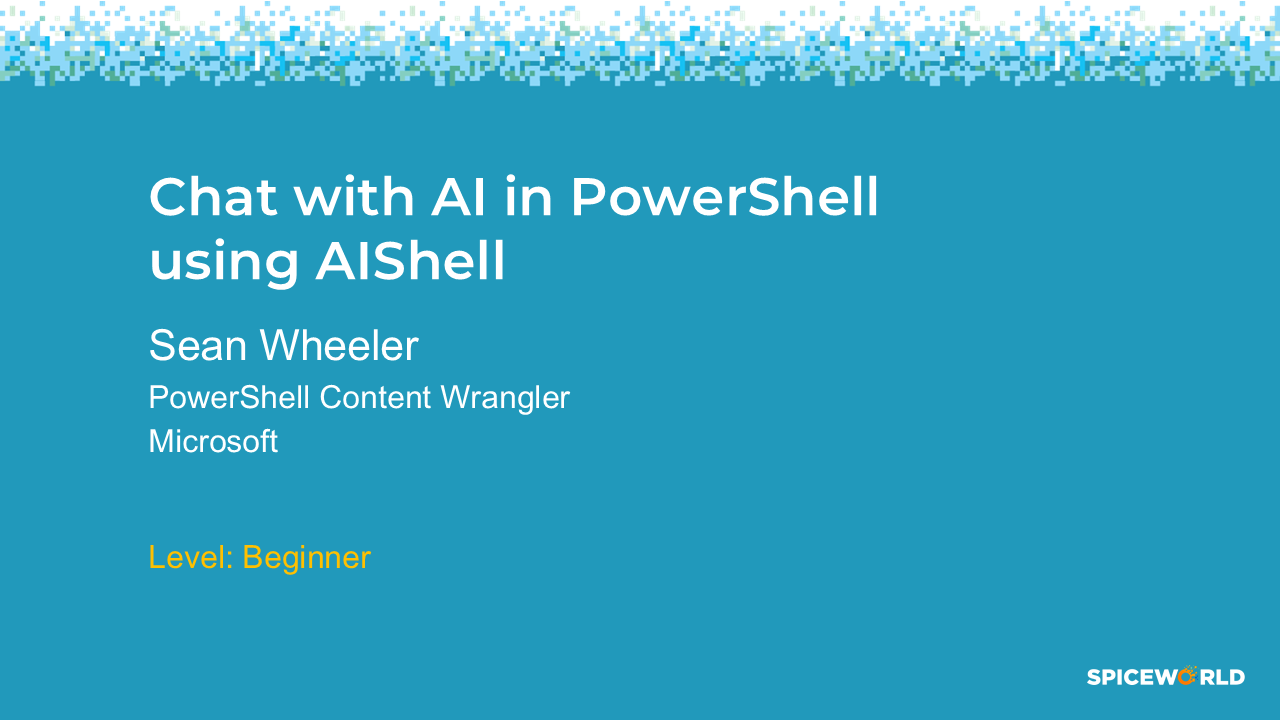 Chat with AI in PowerShell
using AIShell
Sean Wheeler
PowerShell Content Wrangler
Microsoft
Level: Beginner
SPICEWORLD